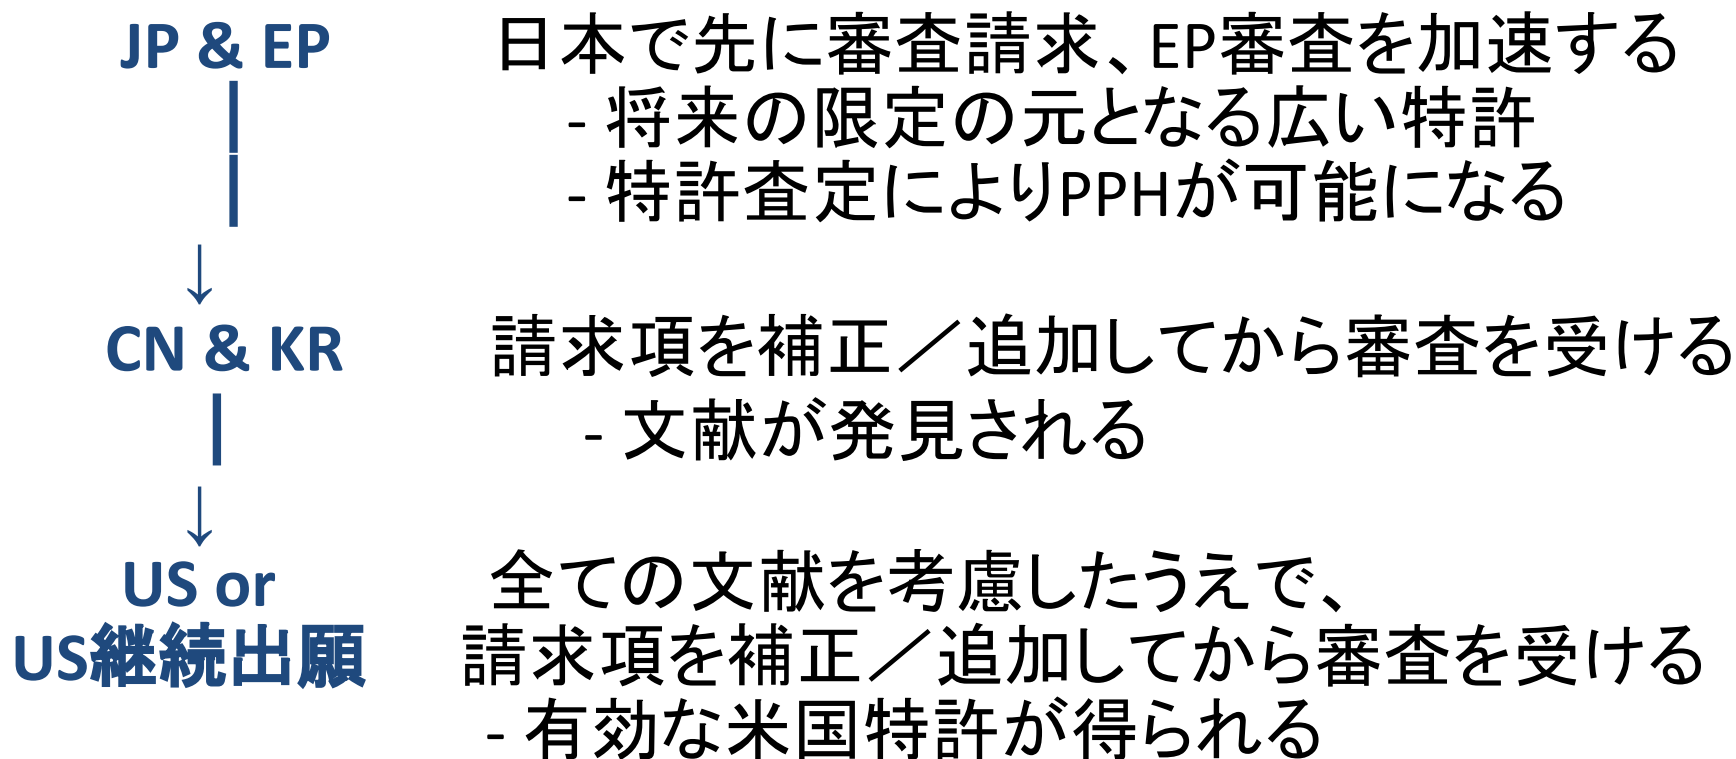 JP & EP 日本で先に審査請求、EP審査を加速する
- 将来の限定の元となる広い特許
- 特許査定によりPPHが可能になる
↓
CN & KR 請求項を補正／追加してから審査を受ける
- 文献が発見される
↓
US or 全ての文献を考慮したうえで、
US継続出願 請求項を補正／追加してから審査を受ける
- 有効な米国特許が得られる